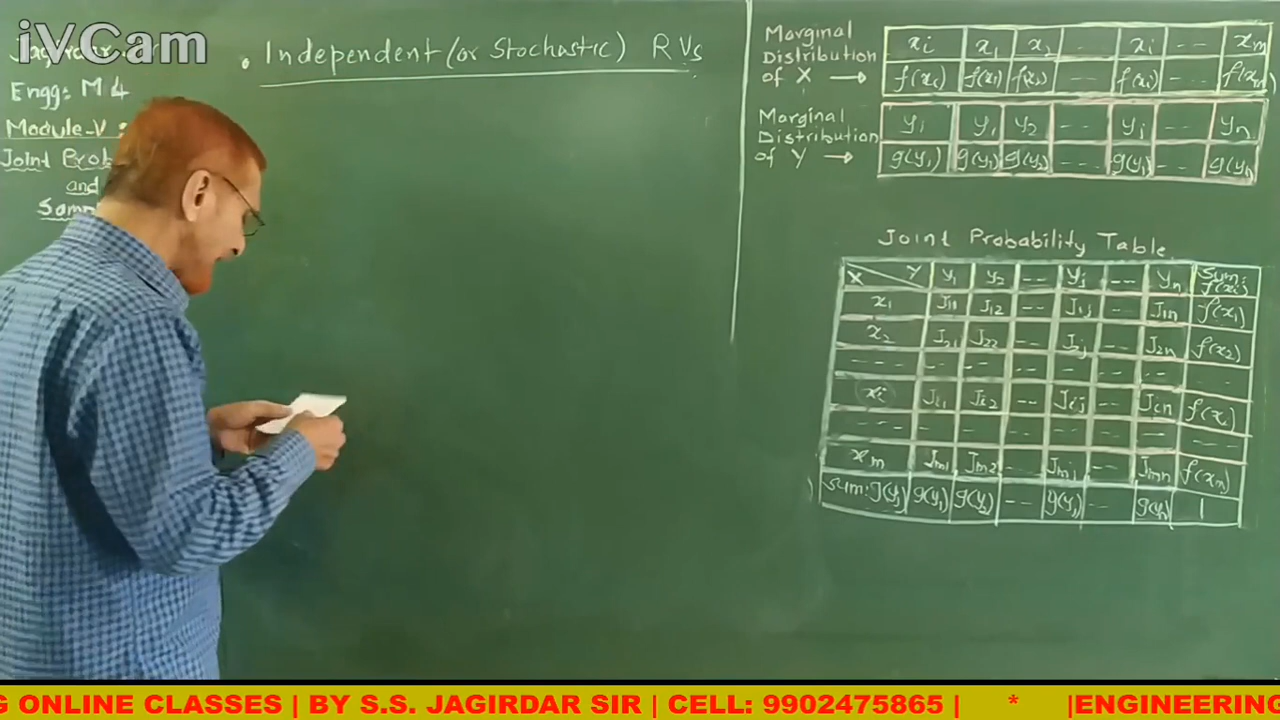 iVCam
Jagirdar.
Engg: M 4
Module-V :
Joint Prob
and
Samp
. Independent (or Stochastic) R Vs
Marginal
Distribution
of X →
xi x1 x2 -- xi -- xm
f(xi) f(x1) f(x2) -- f(xi) -- f(xm)
Marginal
Distribution
of Y →
yj y1 y2 -- yj -- yn
g(yj) g(y1) g(y2) -- g(yj) -- g(yn)
Joint Probability Table
X Y y1 y2 -- yj -- yn Sum: f(xi)
x1 J11 J12 -- J1j -- J1n f(x1)
x2 J21 J22 -- J2j -- J2n f(x2)
-- -- -- -- -- -- -- --
xi Ji1 Ji2 -- Jij -- Jin f(xi)
-- -- -- -- -- -- -- --
xm Jm1 Jm2 -- Jmj -- Jmn f(xm)
Sum: g(yj) g(y1) g(y2) -- g(yj) -- g(yn) 1
G ONLINE CLASSES | BY S.S. JAGIRDAR SIR | CELL: 9902475865 | * |ENGINEERING